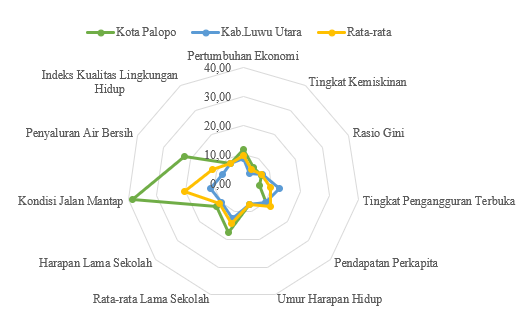 Kota Palopo Kab.Luwu Utara Rata-rata
Pertumbuhan Ekonomi
40,00
Indeks Kualitas Lingkungan
Hidup
Tingkat Kemiskinan
30,00
20,00
Penyaluran Air Bersih
Rasio Gini
10,00
0,00
Kondisi Jalan Mantap
Tingkat Pengangguran Terbuka
Harapan Lama Sekolah
Pendapatan Perkapita
Rata-rata Lama Sekolah
Umur Harapan Hidup